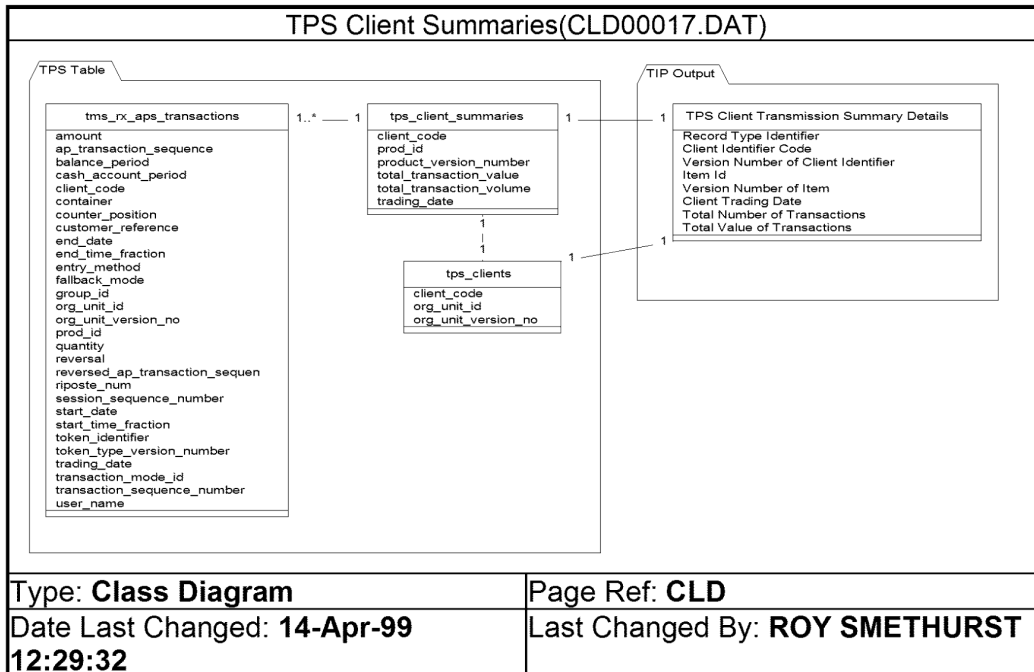 TPS Client Summaries(CLD00017.DAT)
TPS Table
tms_rx_aps_transactions
amount
ap_transaction_sequence
balance_period
cash_account_period
client_code
container
counter_position
customer_reference
end_date
end_time_fraction
entry_method
fallback_mode
group_id
org_unit_id
org_unit_version_no
prod_id
quantity
reversal
reversed_ap_transaction_sequen
riposte_num
session_sequence_number
start_date
start_time_fraction
token_identifier
token_type_version_number
trading_date
transaction_mode_id
transaction_sequence_number
user_name
1..*
1
tps_client_summaries
client_code
prod_id
product_version_number
total_transaction_value
total_transaction_volume
trading_date
1
1
1
1
tps_clients
client_code
org_unit_id
org_unit_version_no
1
1
TIP Output
TPS Client Transmission Summary Details
Record Type Identifier
Client Identifier Code
Version Number of Client Identifier
Item Id
Version Number of Item
Client Trading Date
Total Number of Transactions
Total Value of Transactions
Type: Class Diagram
Page Ref: CLD
Date Last Changed: 14-Apr-99
12:29:32
Last Changed By: ROY SMETHURST